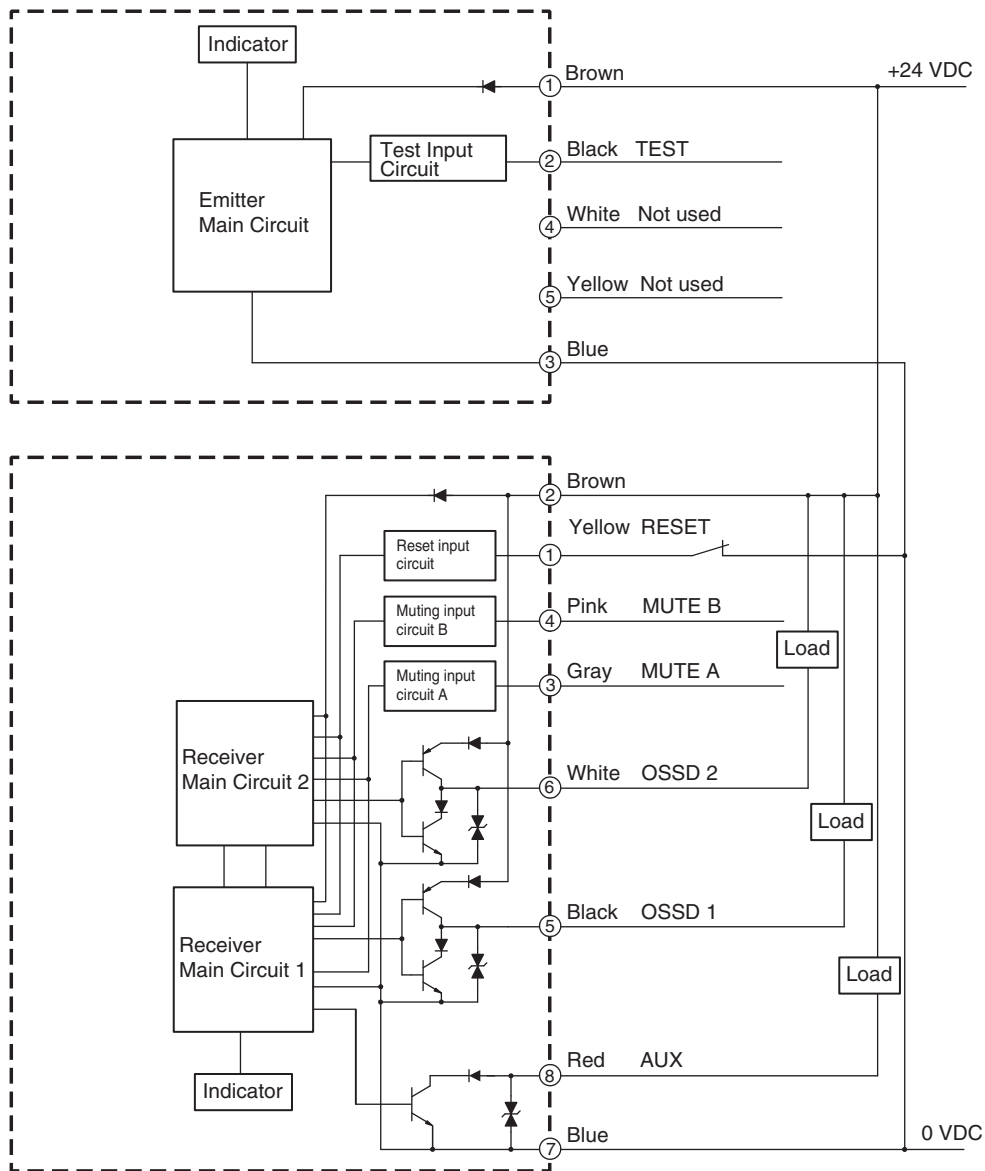 Indicator
1 Brown
+24 VDC
Test Input
Circuit
2 Black TEST
Emitter
Main Circuit
4 White Not used
5 Yellow Not used
3 Blue
2 Brown
Yellow RESET
Reset input
circuit
1
Muting input
circuit B
4 Pink MUTE B
Load
Muting input
circuit A
3 Gray MUTE A
Receiver
Main Circuit 2
6 White OSSD 2
Load
5 Black OSSD 1
Receiver
Main Circuit 1
Load
Red AUX
8
Indicator
Blue
7
0 VDC